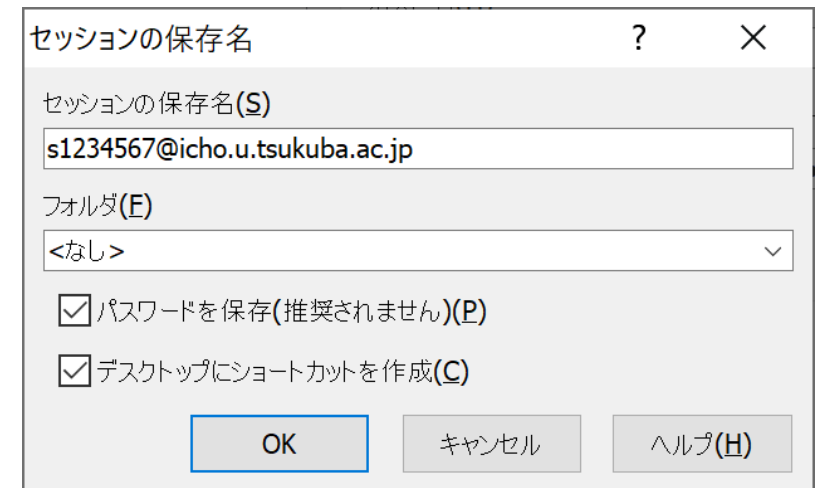 セッションの保存名 ?
セッションの保存名(S)
s1234567@icho.u.tsukuba.ac.jp
フォルダ(F)
<なし>
パスワードを保存(推奨されません)(P)
デスクトップにショートカットを作成(C)
OK キャンセル ヘルプ(H)